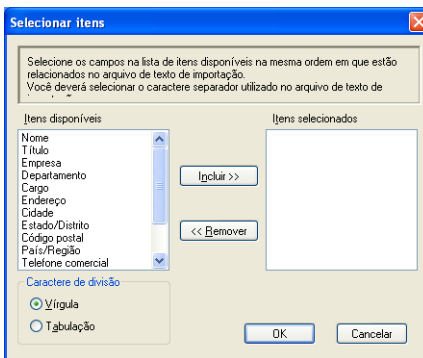 Selecionar itens
Selecione os campos na lista de itens disponíveis na mesma ordem em que estão
relacionados no arquivo de texto de importação.
Você deverá selecionar o caractere separador utilizado no arquivo de texto de
Itens disponíveis
Itens selecionados
Nome
Título
Empresa
Departamento
Cargo
Endereço
Cidade
Estado/Distrito
Código postal
País/Região
Telefone comercial
Incluir >>
<< Remover
Caractere de divisão
Vírgula
Tabulação
OK
Cancelar